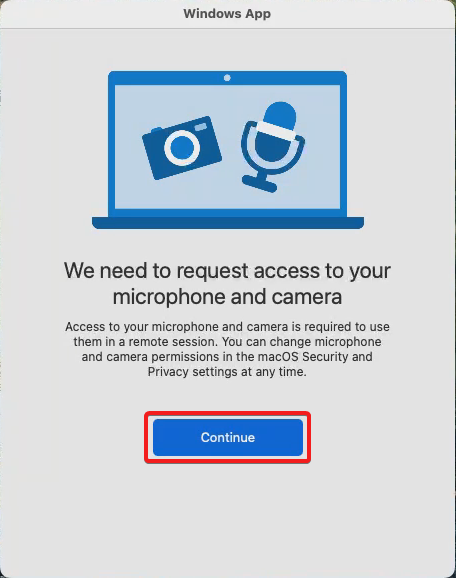 Windows App
We need to request access to your
microphone and camera
Access to your microphone and camera is required to use
them in a remote session. You can change microphone
and camera permissions in the macOS Security and
Privacy settings at any time.
Continue